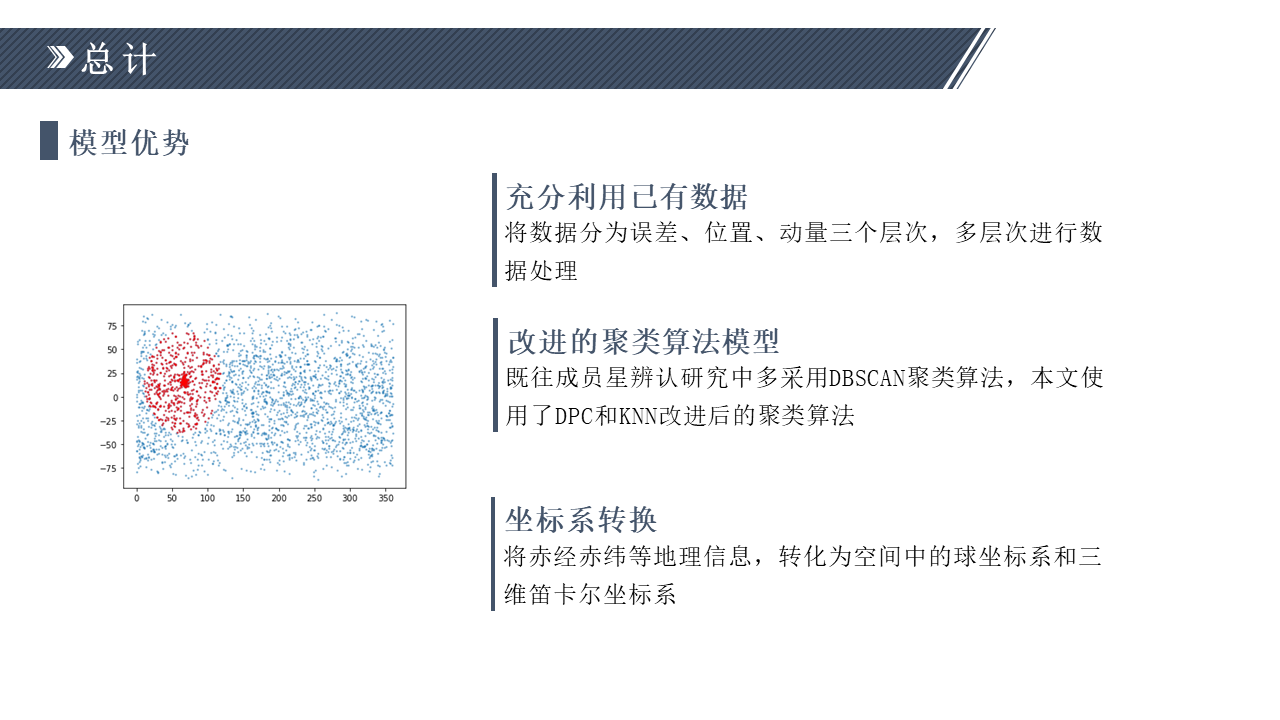 总计
模型优势
充分利用已有数据
将数据分为误差、位置、动量三个层次，多层次进行数
据处理
改进的聚类算法模型
既往成员星辨认研究中多采用DBSCAN聚类算法，本文使
用了DPC和KNN改进后的聚类算法
坐标系转换
将赤经赤纬等地理信息，转化为空间中的球坐标系和三
维笛卡尔坐标系
75
50
25
0
−25
−50
−75
0 50 100 150 200 250 300 350